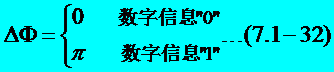 ΔΦ = { 0 数字信息"0"
π 数字信息"1" …(7.1-32)